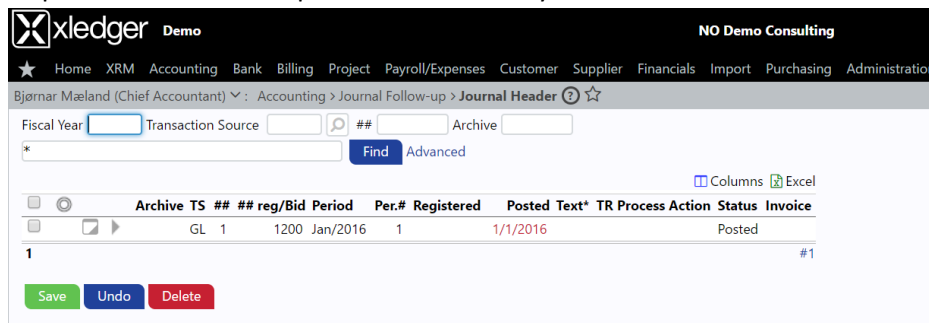 xledger Demo NO Demo Consulting
Home XRM Accounting Bank Billing Project Payroll/Expenses Customer Supplier Financials Import Purchasing Administratio
Bjørnar Mæland (Chief Accountant) : Accounting > Journal Follow-up > Journal Header ?
Fiscal Year Transaction Source ## Archive
* Find Advanced
Columns Excel
Archive TS ## ## reg/Bid Period Per.# Registered Posted Text* TR Process Action Status Invoice
GL 1 1200 Jan/2016 1 1/1/2016 Posted
1 #1
Save Undo Delete